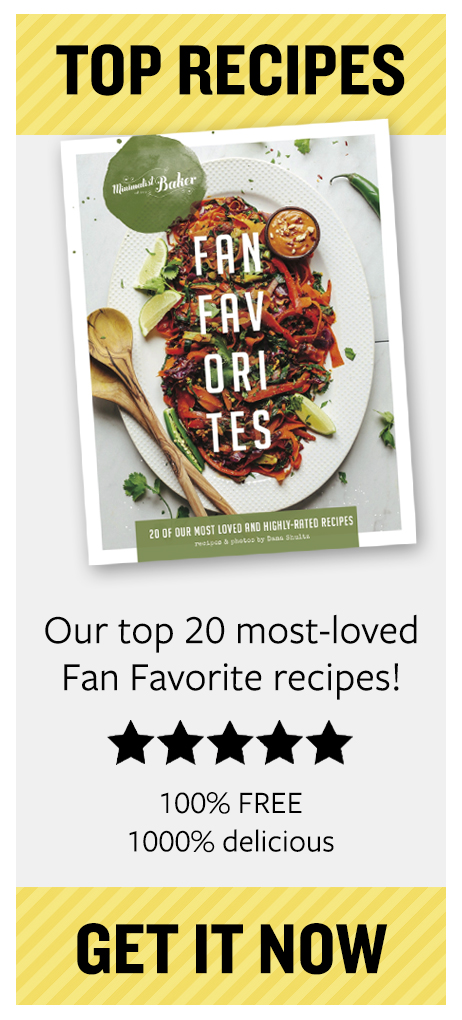 TOP RECIPES
Minimalist Baker
FAN
FAV
ORI
TES
20 OF OUR MOST LOVED AND HIGHLY-RATED RECIPES
recipes & photos by Dana Shultz
Our top 20 most-loved
Fan Favorite recipes!
100% FREE
1000% delicious
GET IT NOW